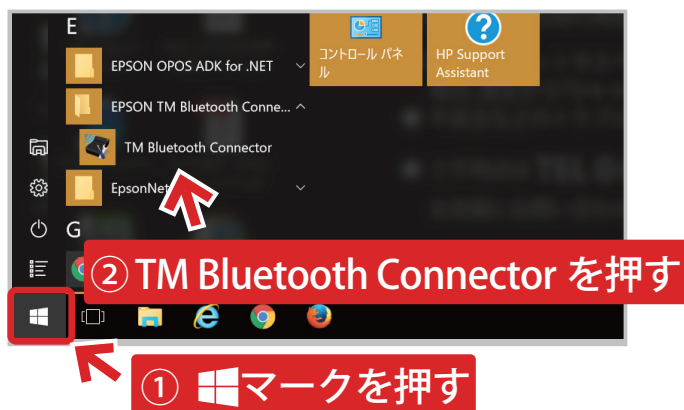 E
EPSON OPOS ADK for .NET
EPSON TM Bluetooth Conne...
TM Bluetooth Connector
EpsonNet
G
コントロール パネ
ル
HP Support
Assistant
② TM Bluetooth Connector を押す
① マークを押す